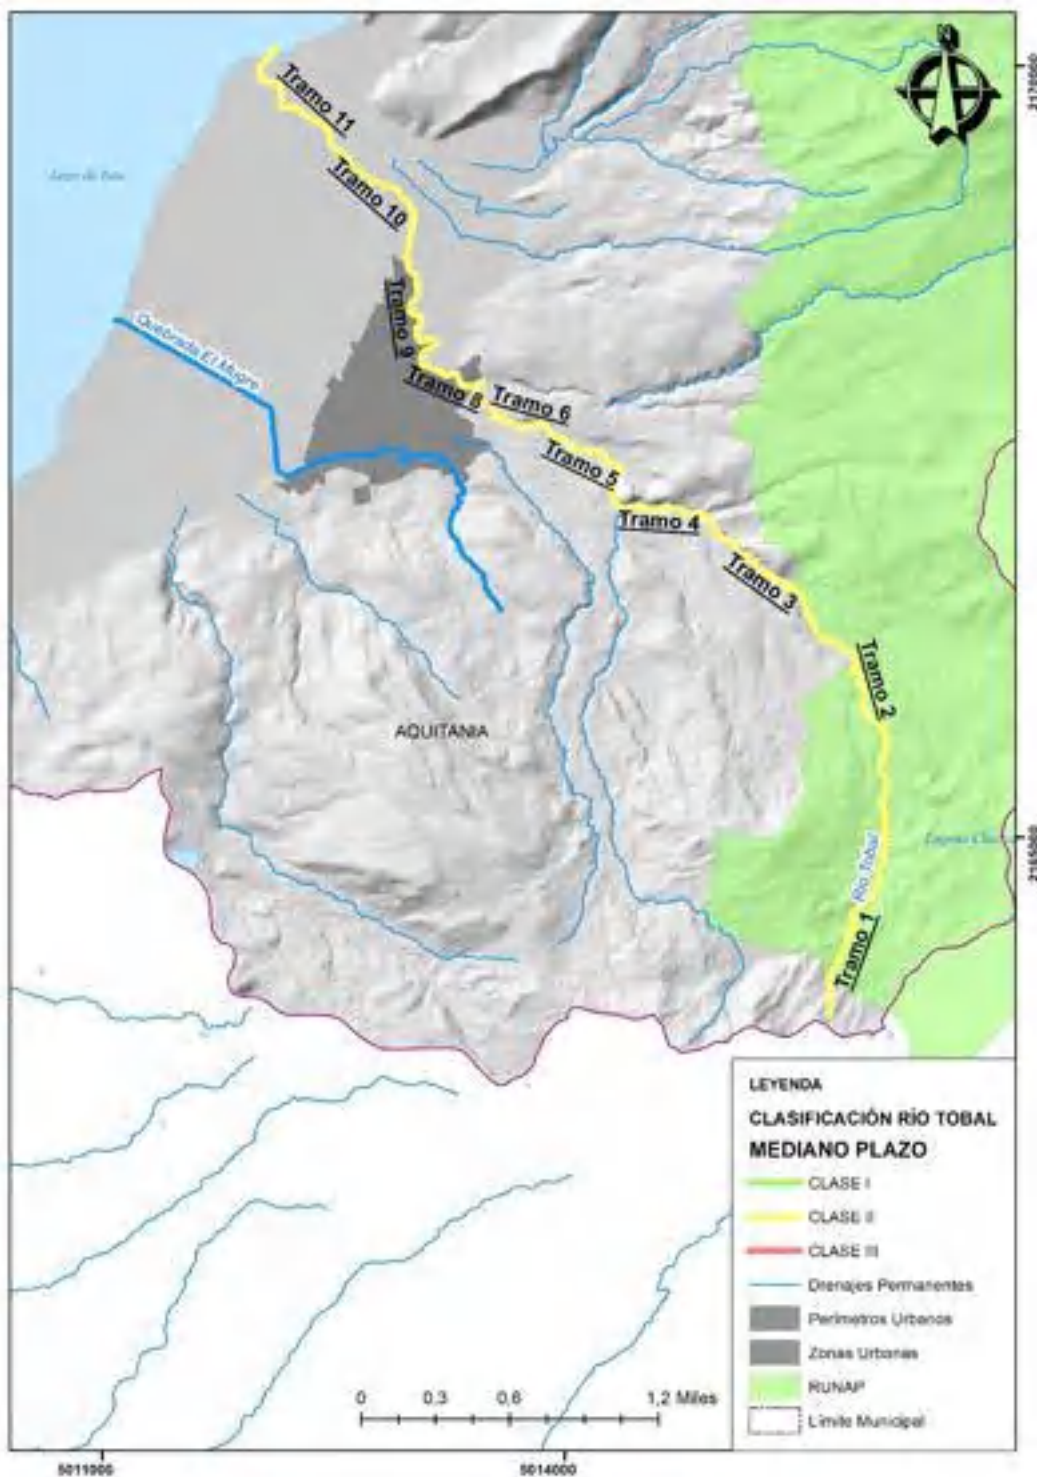 N
2170000
Tramo 11
Lago de Tota
Tramo 10
Tramo 9
Quebrada El Mugre
Tramo 8
Tramo 6
Tramo 5
Tramo 4
Tramo 3
Tramo 2
AQUITANIA
Río Tobal
2165000
Tramo 1
LEYENDA
CLASIFICACIÓN RÍO TOBAL
MEDIANO PLAZO
CLASE I
CLASE II
CLASE III
Drenajes Permanentes
Perímetros Urbanos
Zonas Urbanas
RUNAP
Límite Municipal
0 0,3 0,6 1,2 Miles
5011000
5014000